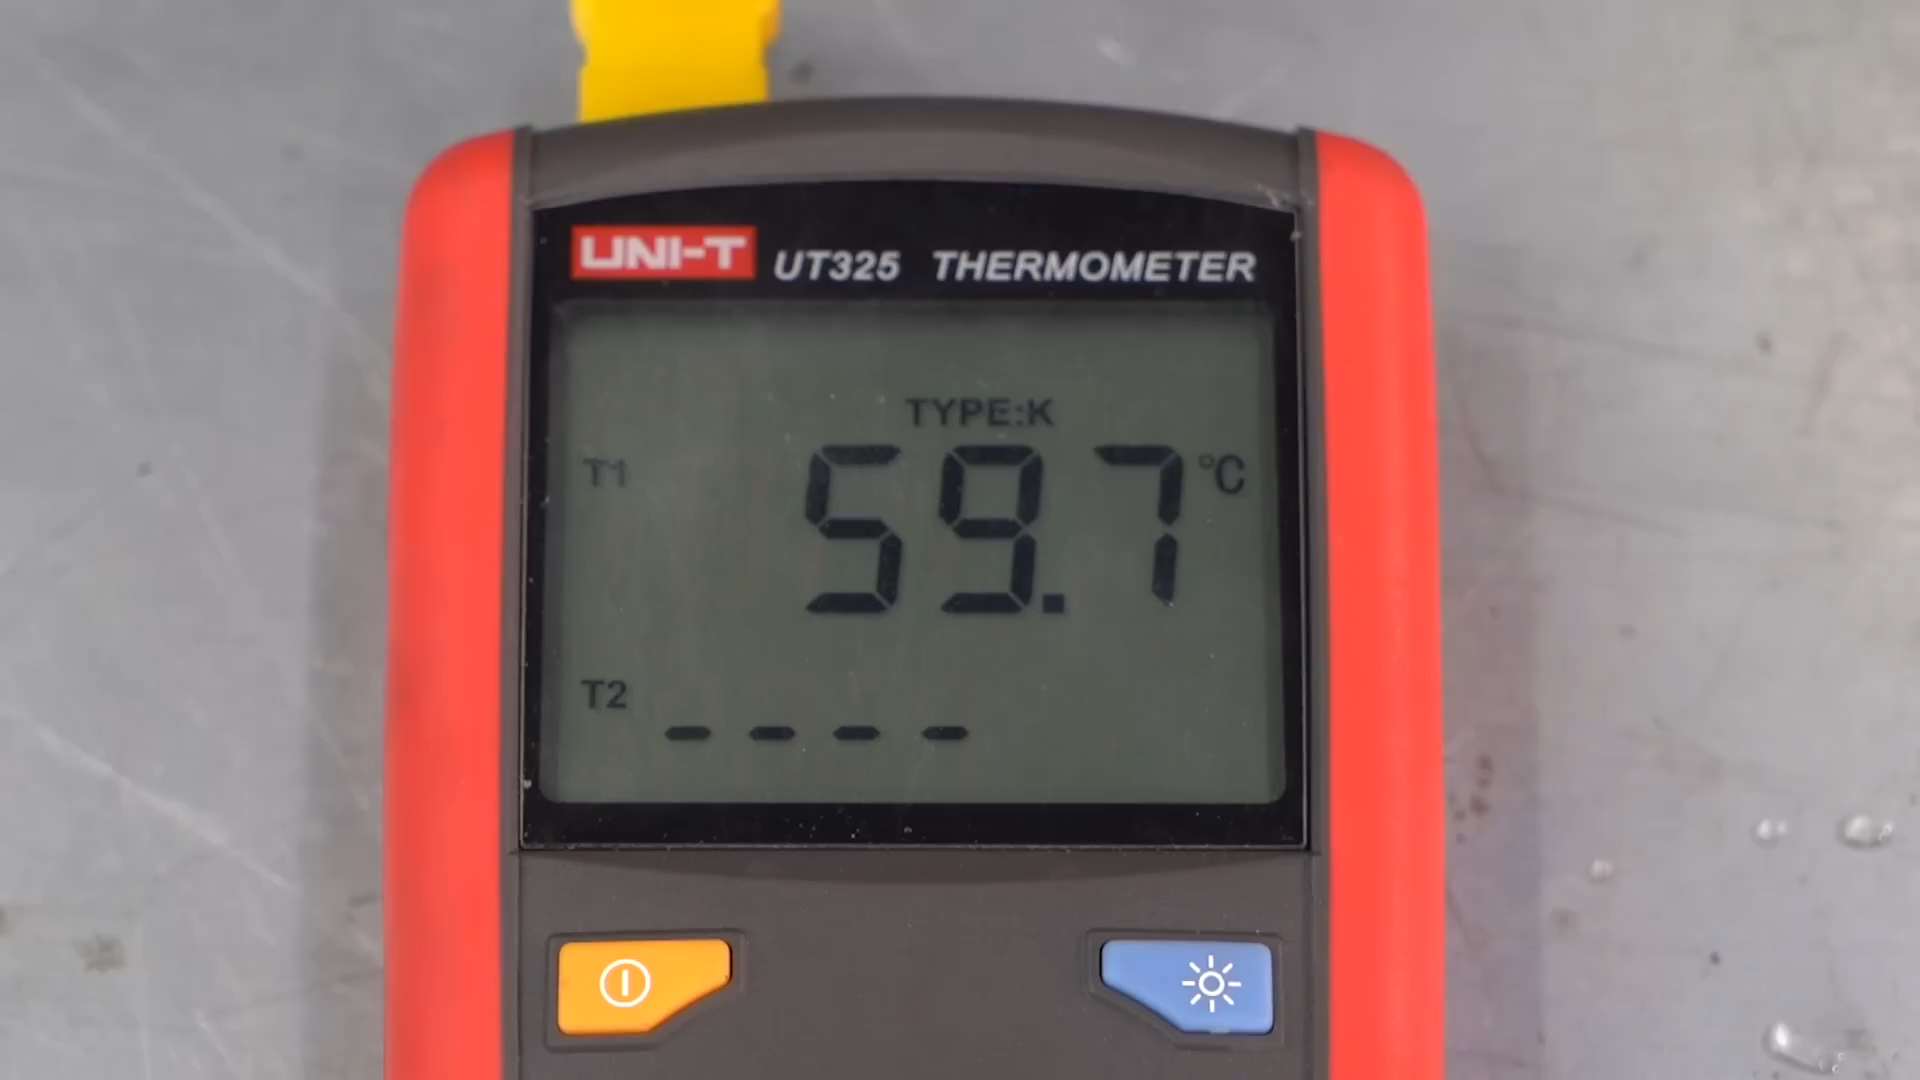 UNI-T UT325 THERMOMETER
TYPE:K
T1 59.7 °C
T2 ----